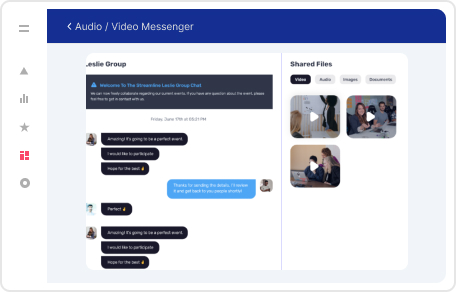 Audio / Video Messenger
Leslie Group
Welcome To The Streamline Leslie Group Chat
We can now freely collaborate regarding our current events. If you have any question about the event, please
feel free to get in contact with us.
Friday, June 17th at 05:21 PM
Amazing! It's going to be a perfect event
I would like to participate
Hope for the best
Thanks for sending the details. I'll review
it and get back to you people shortly!
Perfect
Amazing! It's going to be a perfect event
I would like to participate
Hope for the best
Shared Files
Video Audio Images Documents